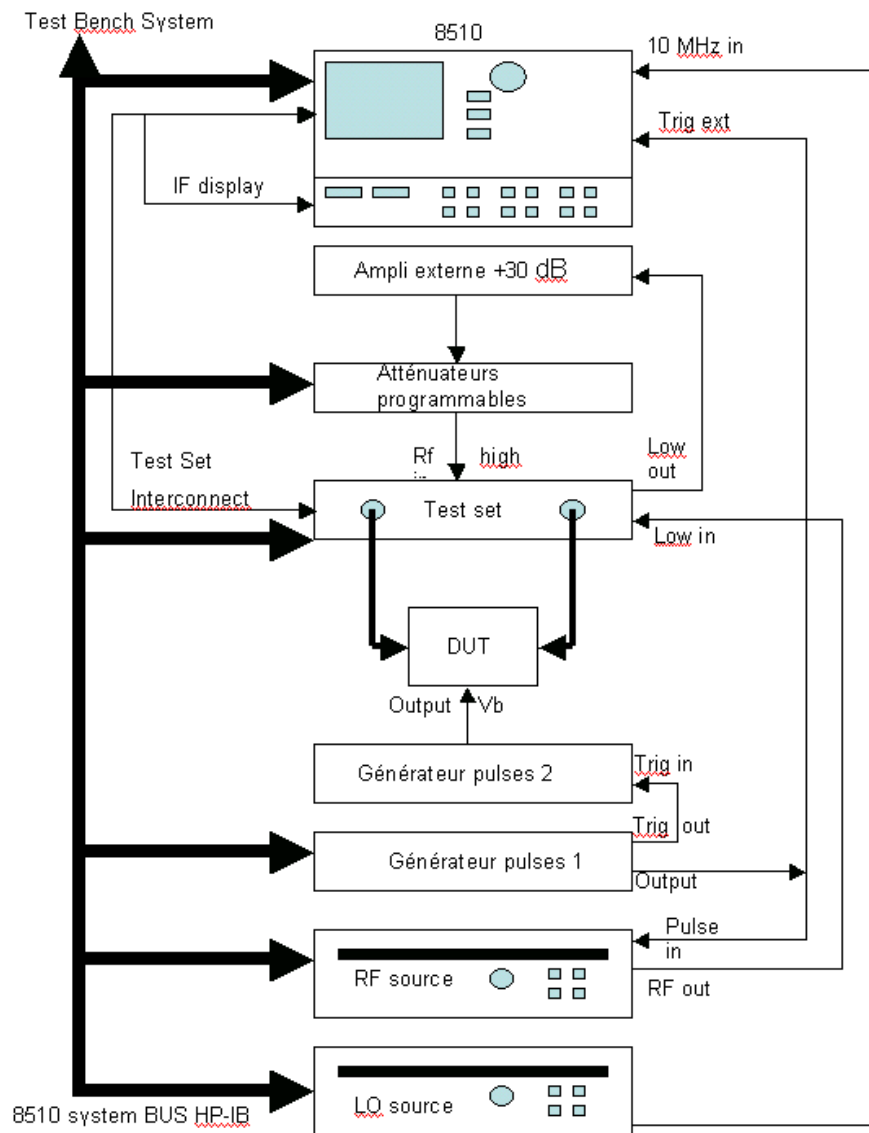 Test Bench System
8510
10 MHz in
Trig ext
IF display
Ampli externe +30 dB
Atténuateurs
programmables
Rf high
Low
out
Test Set
Interconnect
Test set
Low in
DUT
Output Vb
Générateur pulses 2
Trig in
Trig out
Générateur pulses 1
Output
Pulse
in
RF source
RF out
LO source
8510 system BUS HP-IB